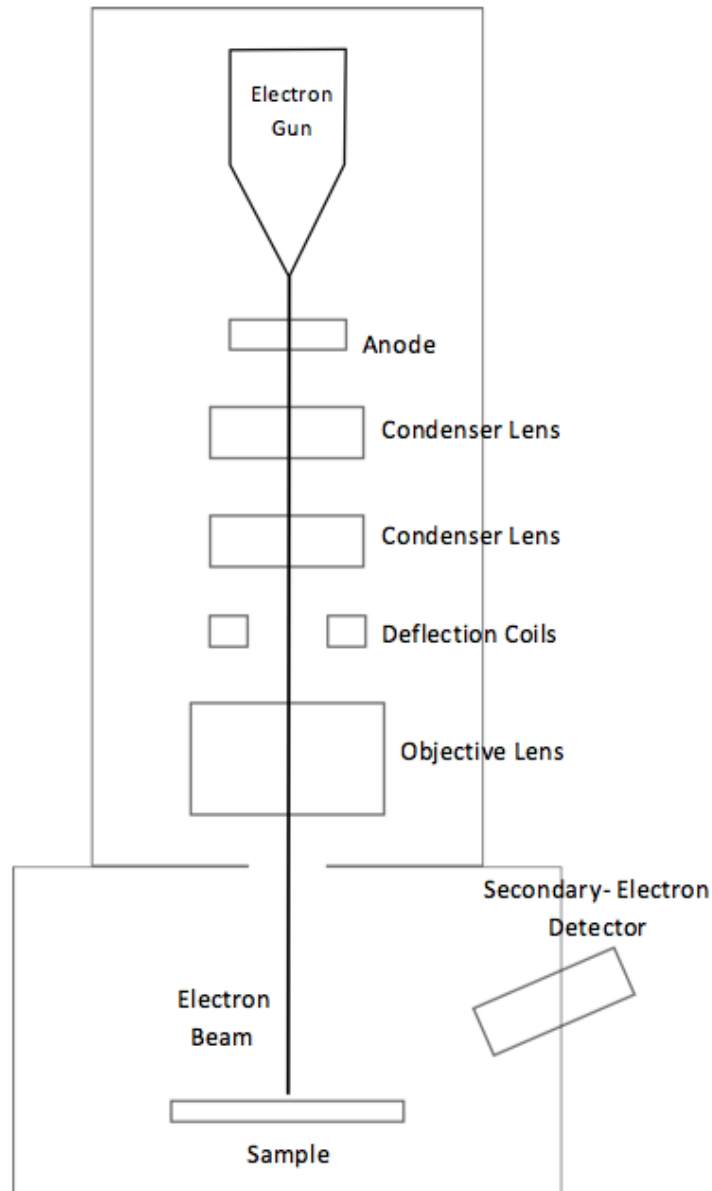 Electron
Gun
Anode
Condenser Lens
Condenser Lens
Deflection Coils
Objective Lens
Secondary- Electron
Detector
Electron
Beam
Sample